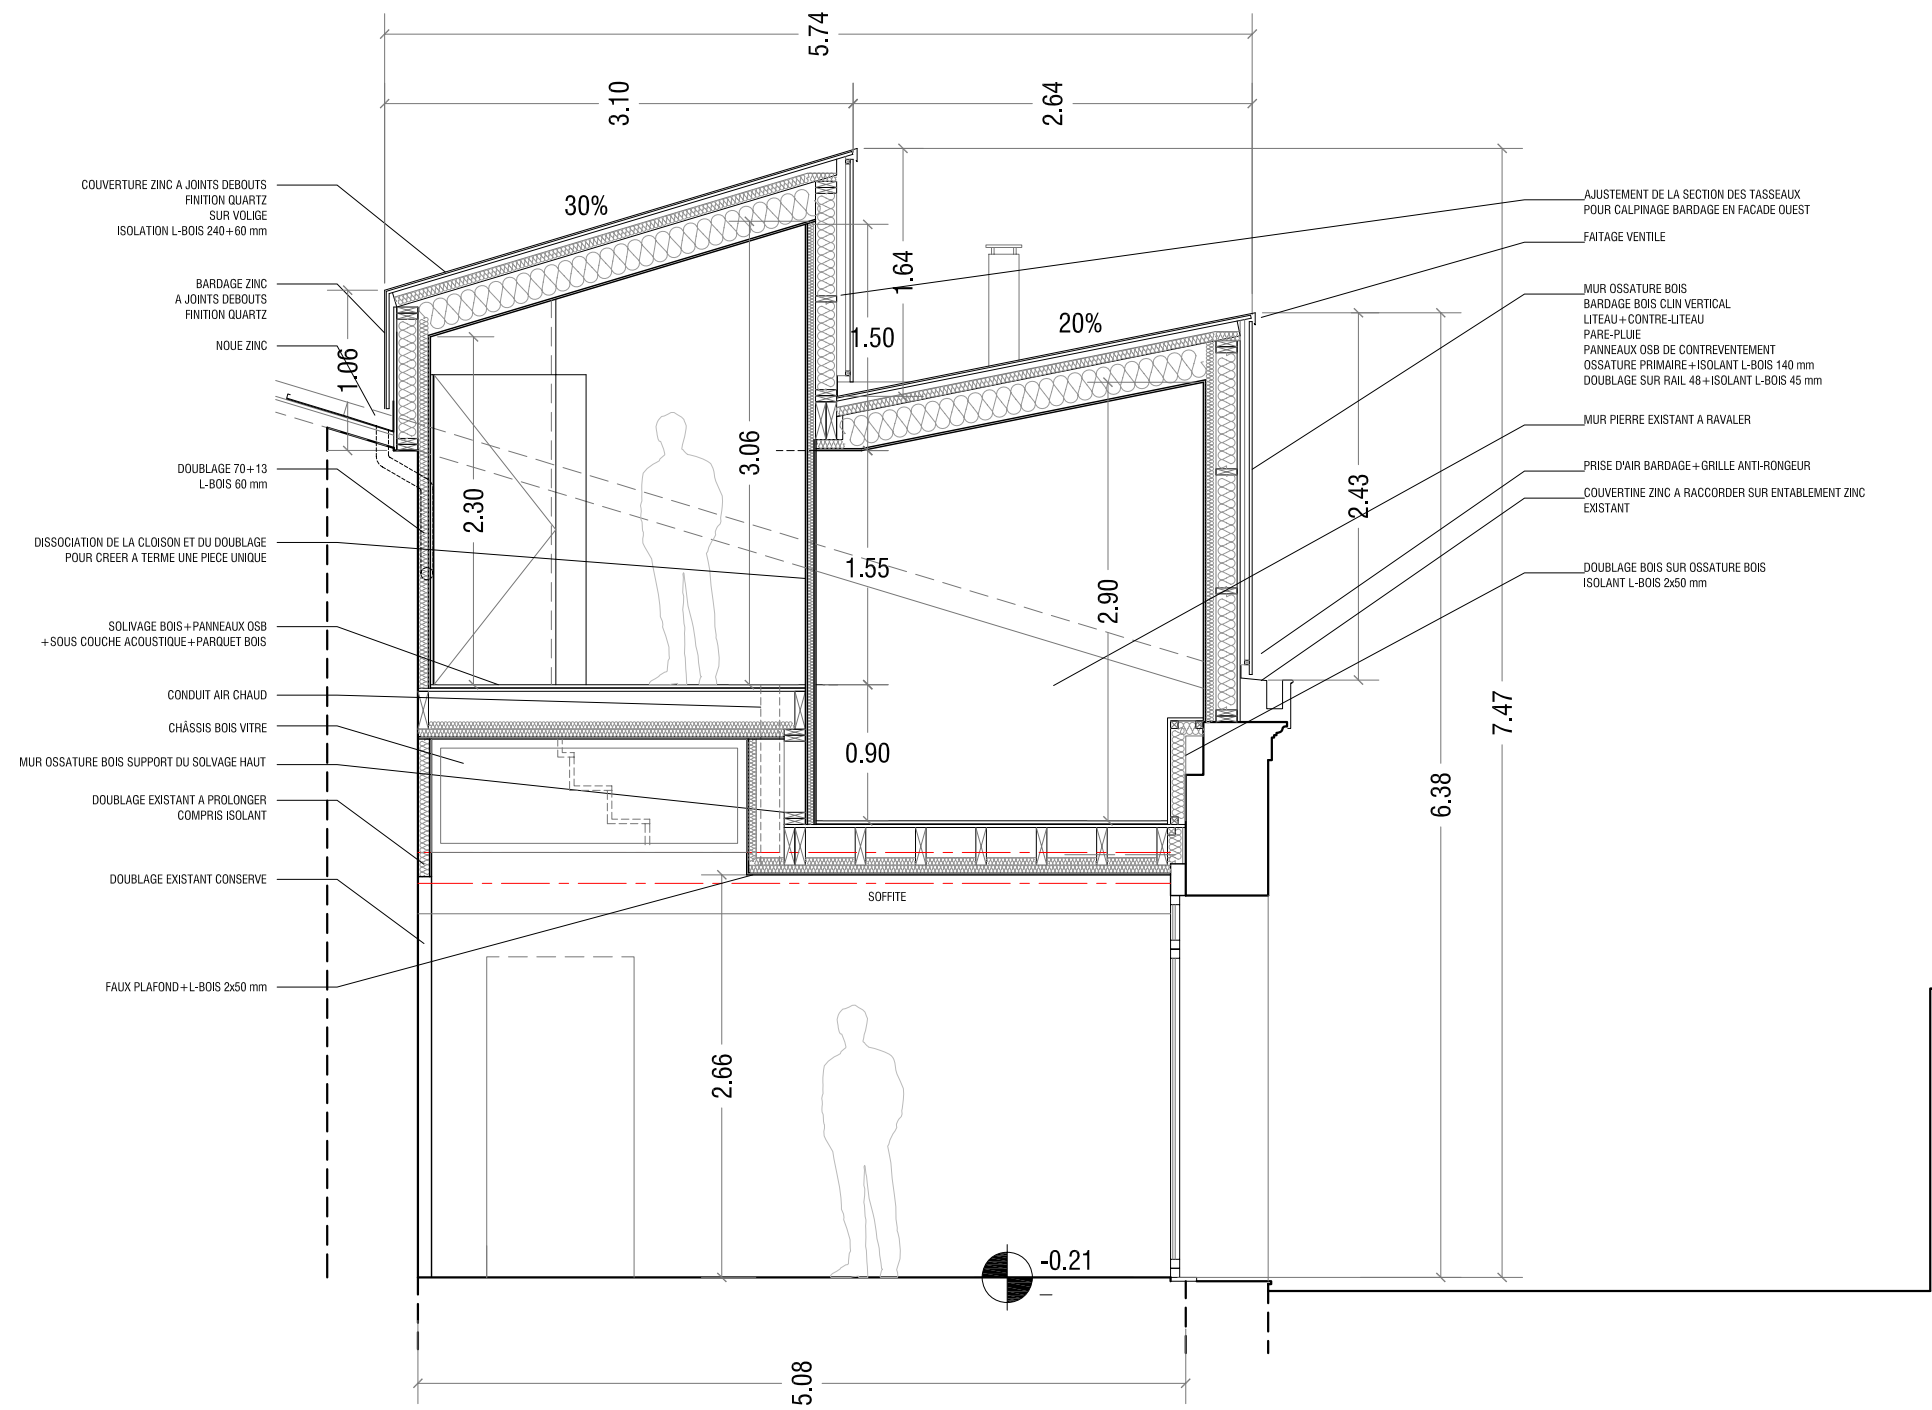 5.74
3.10
2.64
COUVERTURE ZINC A JOINTS DEBOUTS
FINITION QUARTZ
SUR VOLIGE
ISOLATION L-BOIS 240+60 mm
BARDAGE ZINC
A JOINTS DEBOUTS
FINITION QUARTZ
NOUE ZINC
DOUBLAGE 70+13
L-BOIS 60 mm
DISSOCIATION DE LA CLOISON ET DU DOUBLAGE
POUR CREER A TERME UNE PIECE UNIQUE
SOLIVAGE BOIS+PANNEAUX OSB
+SOUS COUCHE ACOUSTIQUE+PARQUET BOIS
CONDUIT AIR CHAUD
CHÂSSIS BOIS VITRE
MUR OSSATURE BOIS SUPPORT DU SOLVAGE HAUT
DOUBLAGE EXISTANT A PROLONGER
COMPRIS ISOLANT
DOUBLAGE EXISTANT CONSERVE
FAUX PLAFOND+L-BOIS 2x50 mm
30%
20%
1.06
1.64
1.50
2.30
3.06
1.55
2.90
0.90
2.43
6.38
7.47
SOFFITE
2.66
-0.21
5.08
AJUSTEMENT DE LA SECTION DES TASSEAUX
POUR CALPINAGE BARDAGE EN FACADE OUEST
FAITAGE VENTILE
MUR OSSATURE BOIS
BARDAGE BOIS CLIN VERTICAL
LITEAU+CONTRE-LITEAU
PARE-PLUIE
PANNEAUX OSB DE CONTREVENTEMENT
OSSATURE PRIMAIRE+ISOLANT L-BOIS 140 mm
DOUBLAGE SUR RAIL 48+ISOLANT L-BOIS 45 mm
MUR PIERRE EXISTANT A RAVALER
PRISE D'AIR BARDAGE+GRILLE ANTI-RONGEUR
COUVERTINE ZINC A RACCORDER SUR ENTABLEMENT ZINC
EXISTANT
DOUBLAGE BOIS SUR OSSATURE BOIS
ISOLANT L-BOIS 2x50 mm